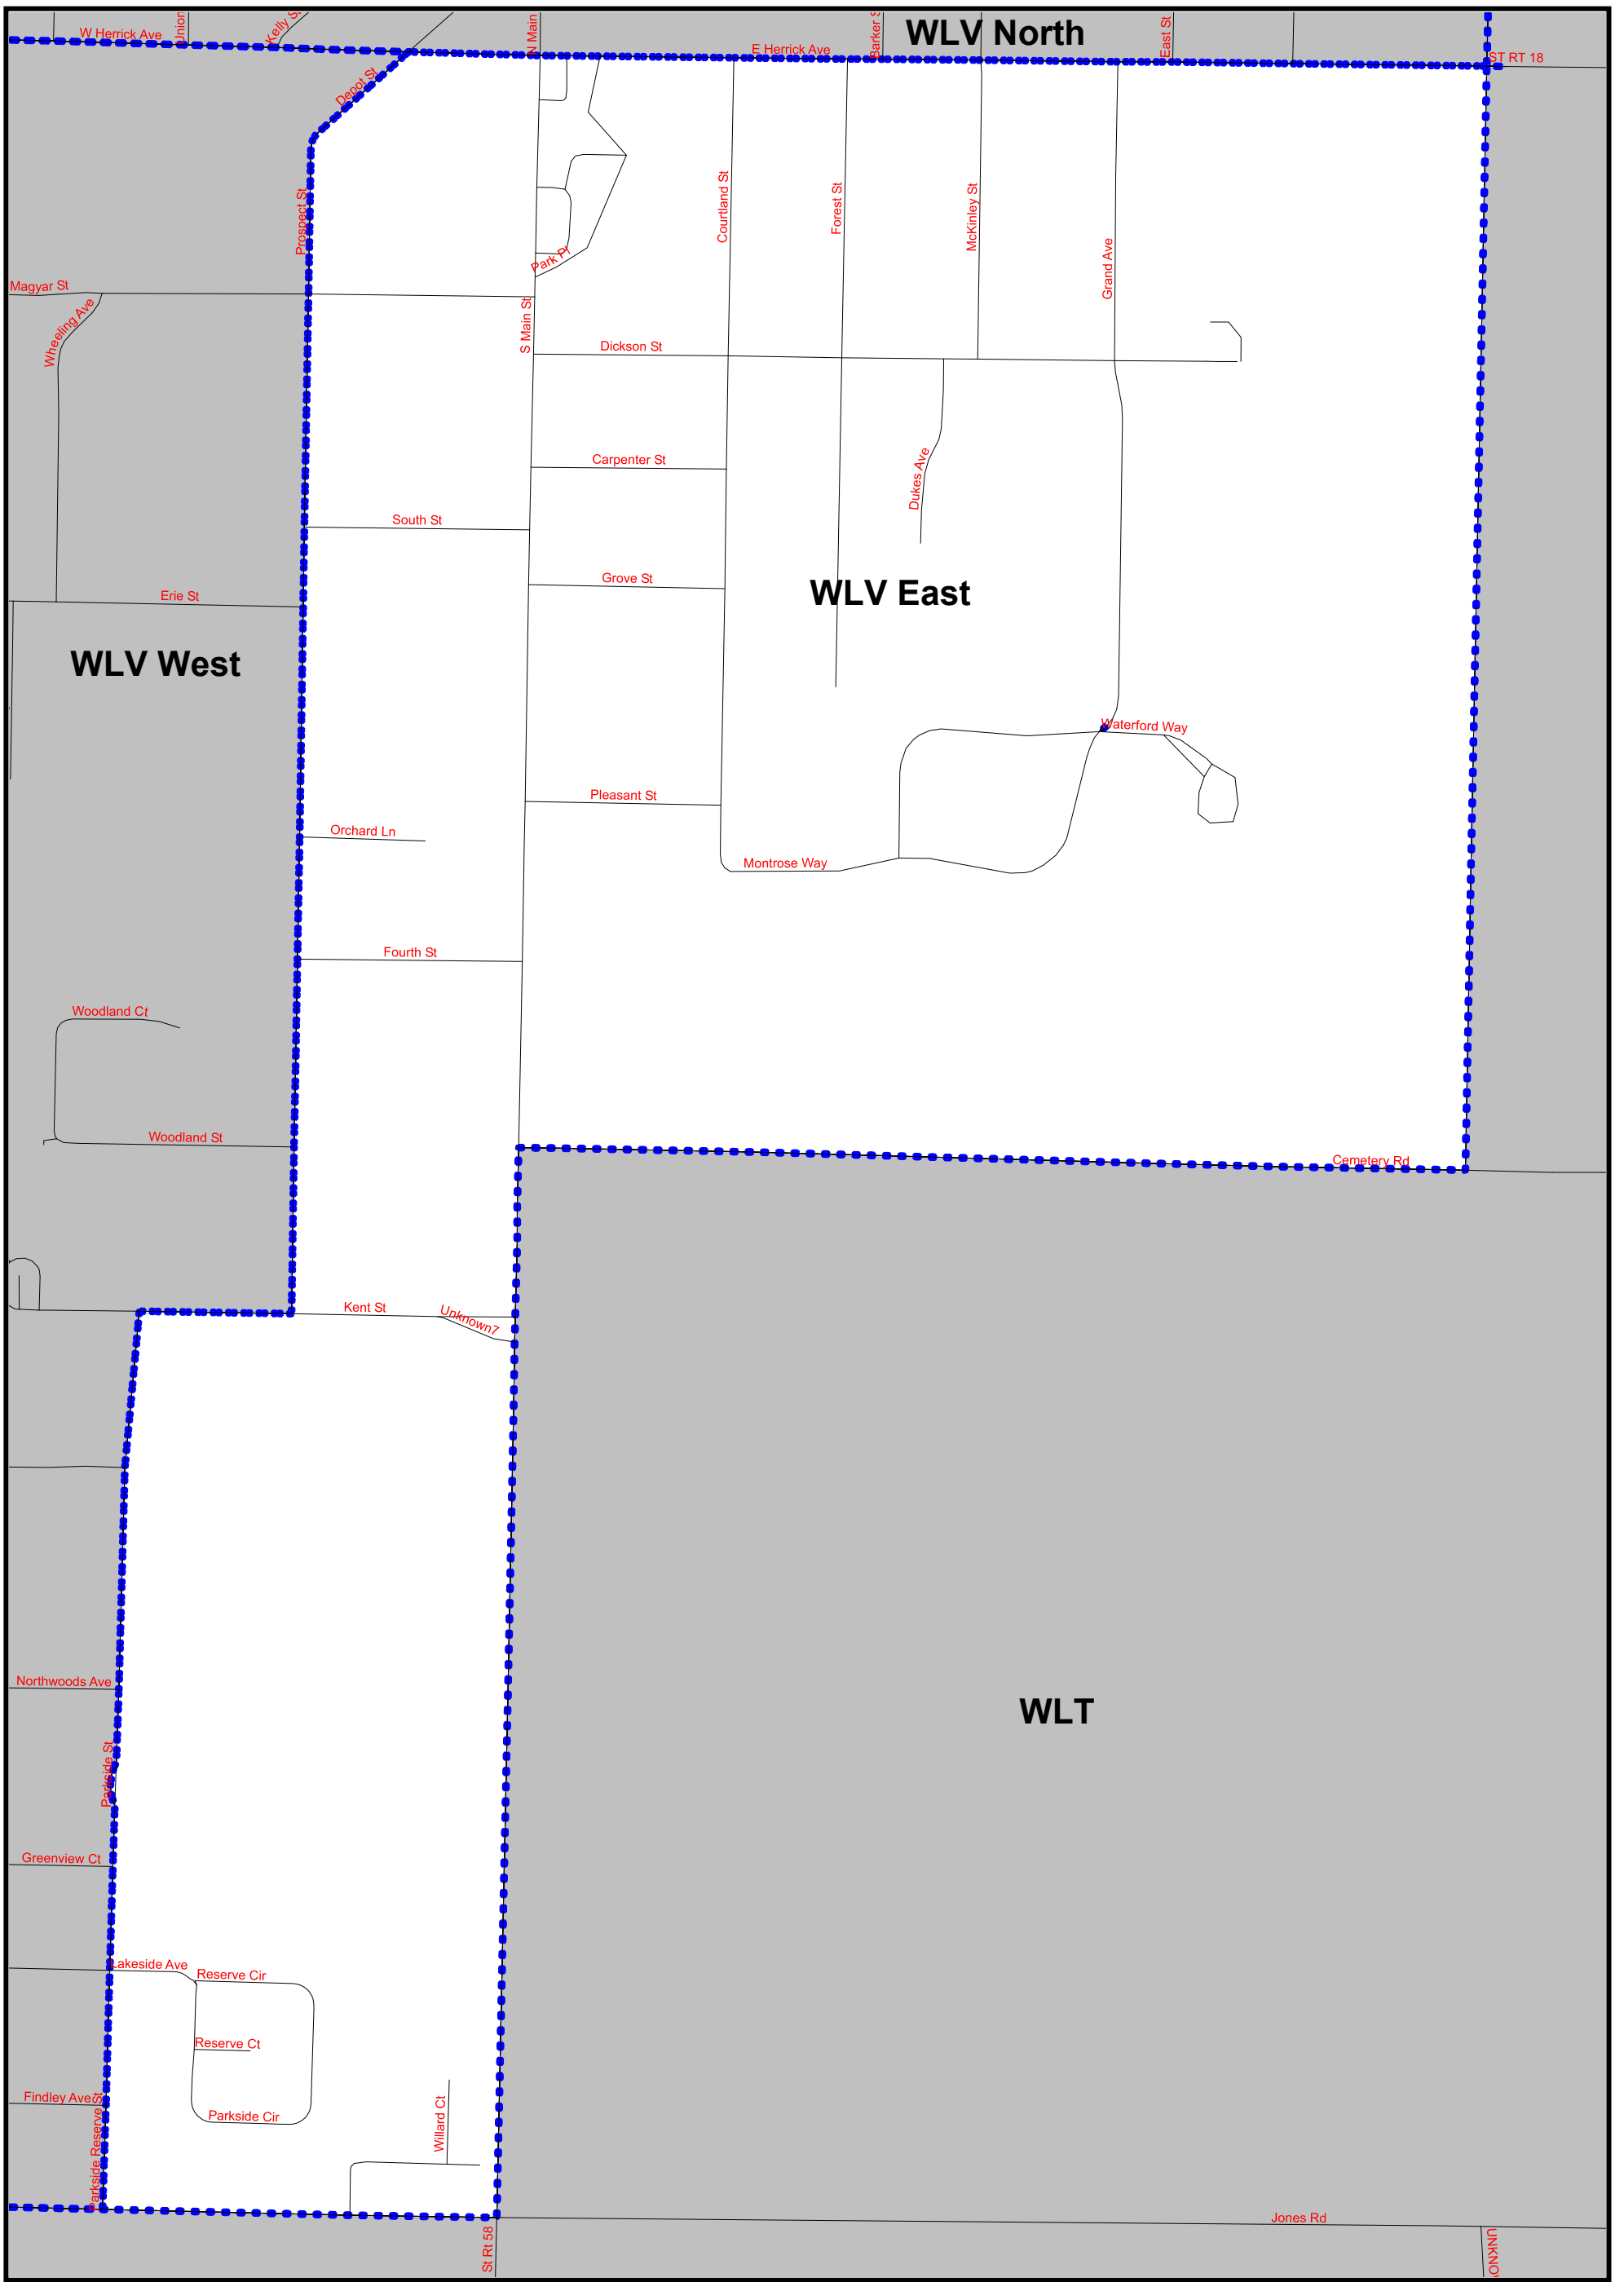 WLV North
W Herrick Ave
Union
Kelly S
N Main
E Herrick Ave
Barker S
East St
ST RT 18
Depot St
Prospect St
Courtland St
Forest St
McKinley St
Grand Ave
Park Pl
Magyar St
Wheeling Ave
S Main St
Dickson St
Carpenter St
Dukes Ave
South St
Grove St
WLV East
Erie St
WLV West
Waterford Way
Pleasant St
Orchard Ln
Montrose Way
Fourth St
Woodland Ct
Woodland St
Cemetery Rd
Kent St
Unknown7
Northwoods Ave
WLT
Parkside St
Greenview Ct
Lakeside Ave
Reserve Cir
Reserve Ct
Findley Ave
Parkside Reserve St
Parkside Cir
Willard Ct
Jones Rd
St Rt 58
UNKNO